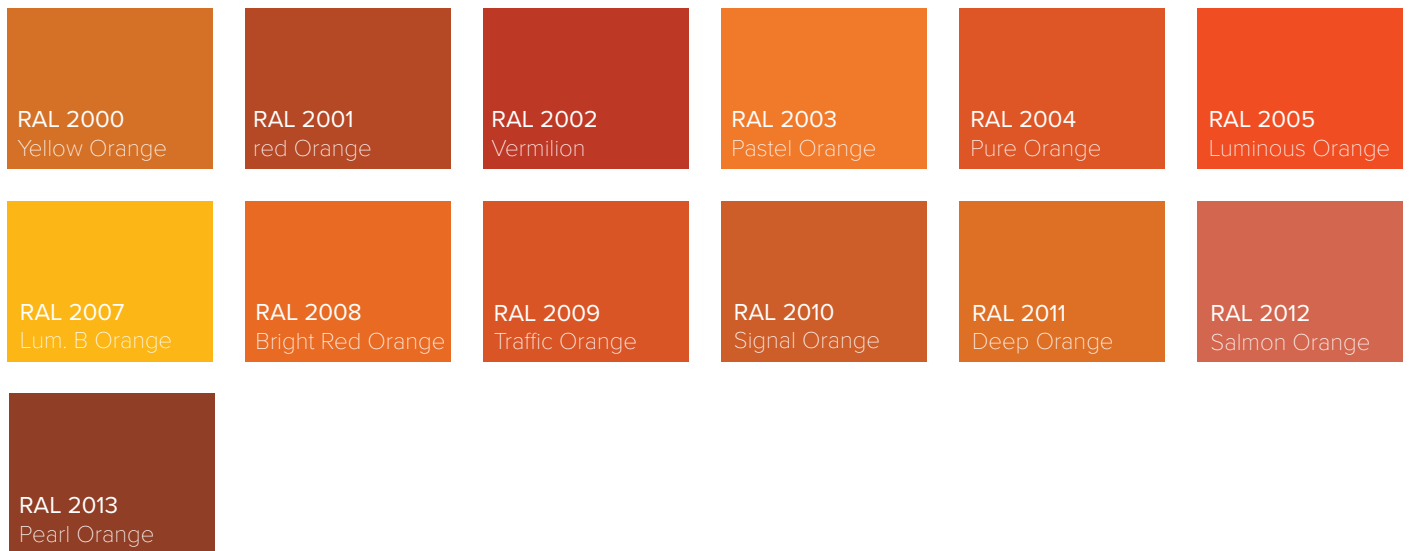 RAL 2000
Yellow Orange
RAL 2001
red Orange
RAL 2002
Vermilion
RAL 2003
Pastel Orange
RAL 2004
Pure Orange
RAL 2005
Luminous Orange
RAL 2007
Lum. B Orange
RAL 2008
Bright Red Orange
RAL 2009
Traffic Orange
RAL 2010
Signal Orange
RAL 2011
Deep Orange
RAL 2012
Salmon Orange
RAL 2013
Pearl Orange